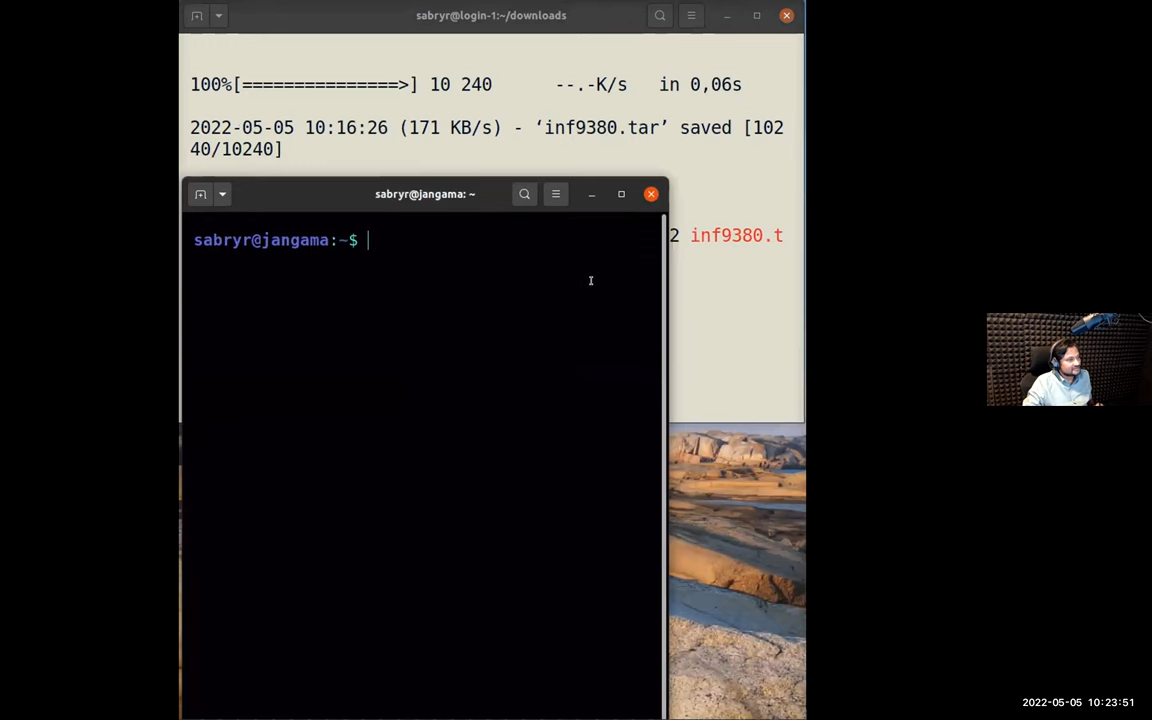 sabryr@login-1:~/downloads
100%[===============>] 10 240      --.-K/s   in 0,06s
2022-05-05 10:16:26 (171 KB/s) - ‘inf9380.tar’ saved [102
40/10240]
sabryr@jangama: ~
2 inf9380.t
sabryr@jangama:~$
2022-05-05 10:23:51